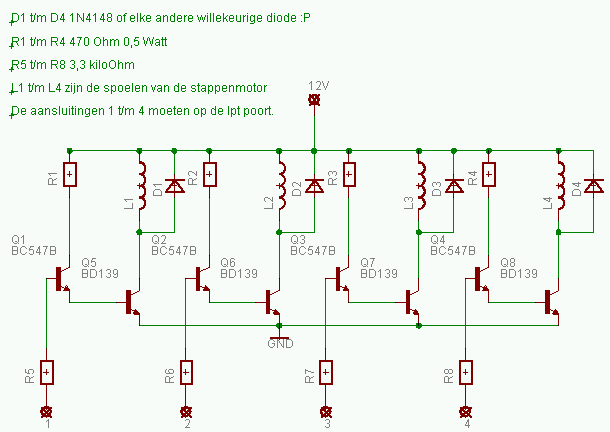 D1 t/m D4 1N4148 of elke andere willekeurige diode :P
R1 t/m R4 470 Ohm 0,5 Watt
R5 t/m R8 3,3 kiloOhm
L1 t/m L4 zijn de spoelen van de stappenmotor
De aansluitingen 1 t/m 4 moeten op de lpt poort.
12V
R1 L1 D1 R2 L2 D2 R3 L3 D3 R4 L4 D4
Q1 Q2 Q3 Q4
BC547B BC547B BC547B BC547B
Q5 Q6 Q7 Q8
BD139 BD139 BD139 BD139
GND
R5 R6 R7 R8
1 2 3 4